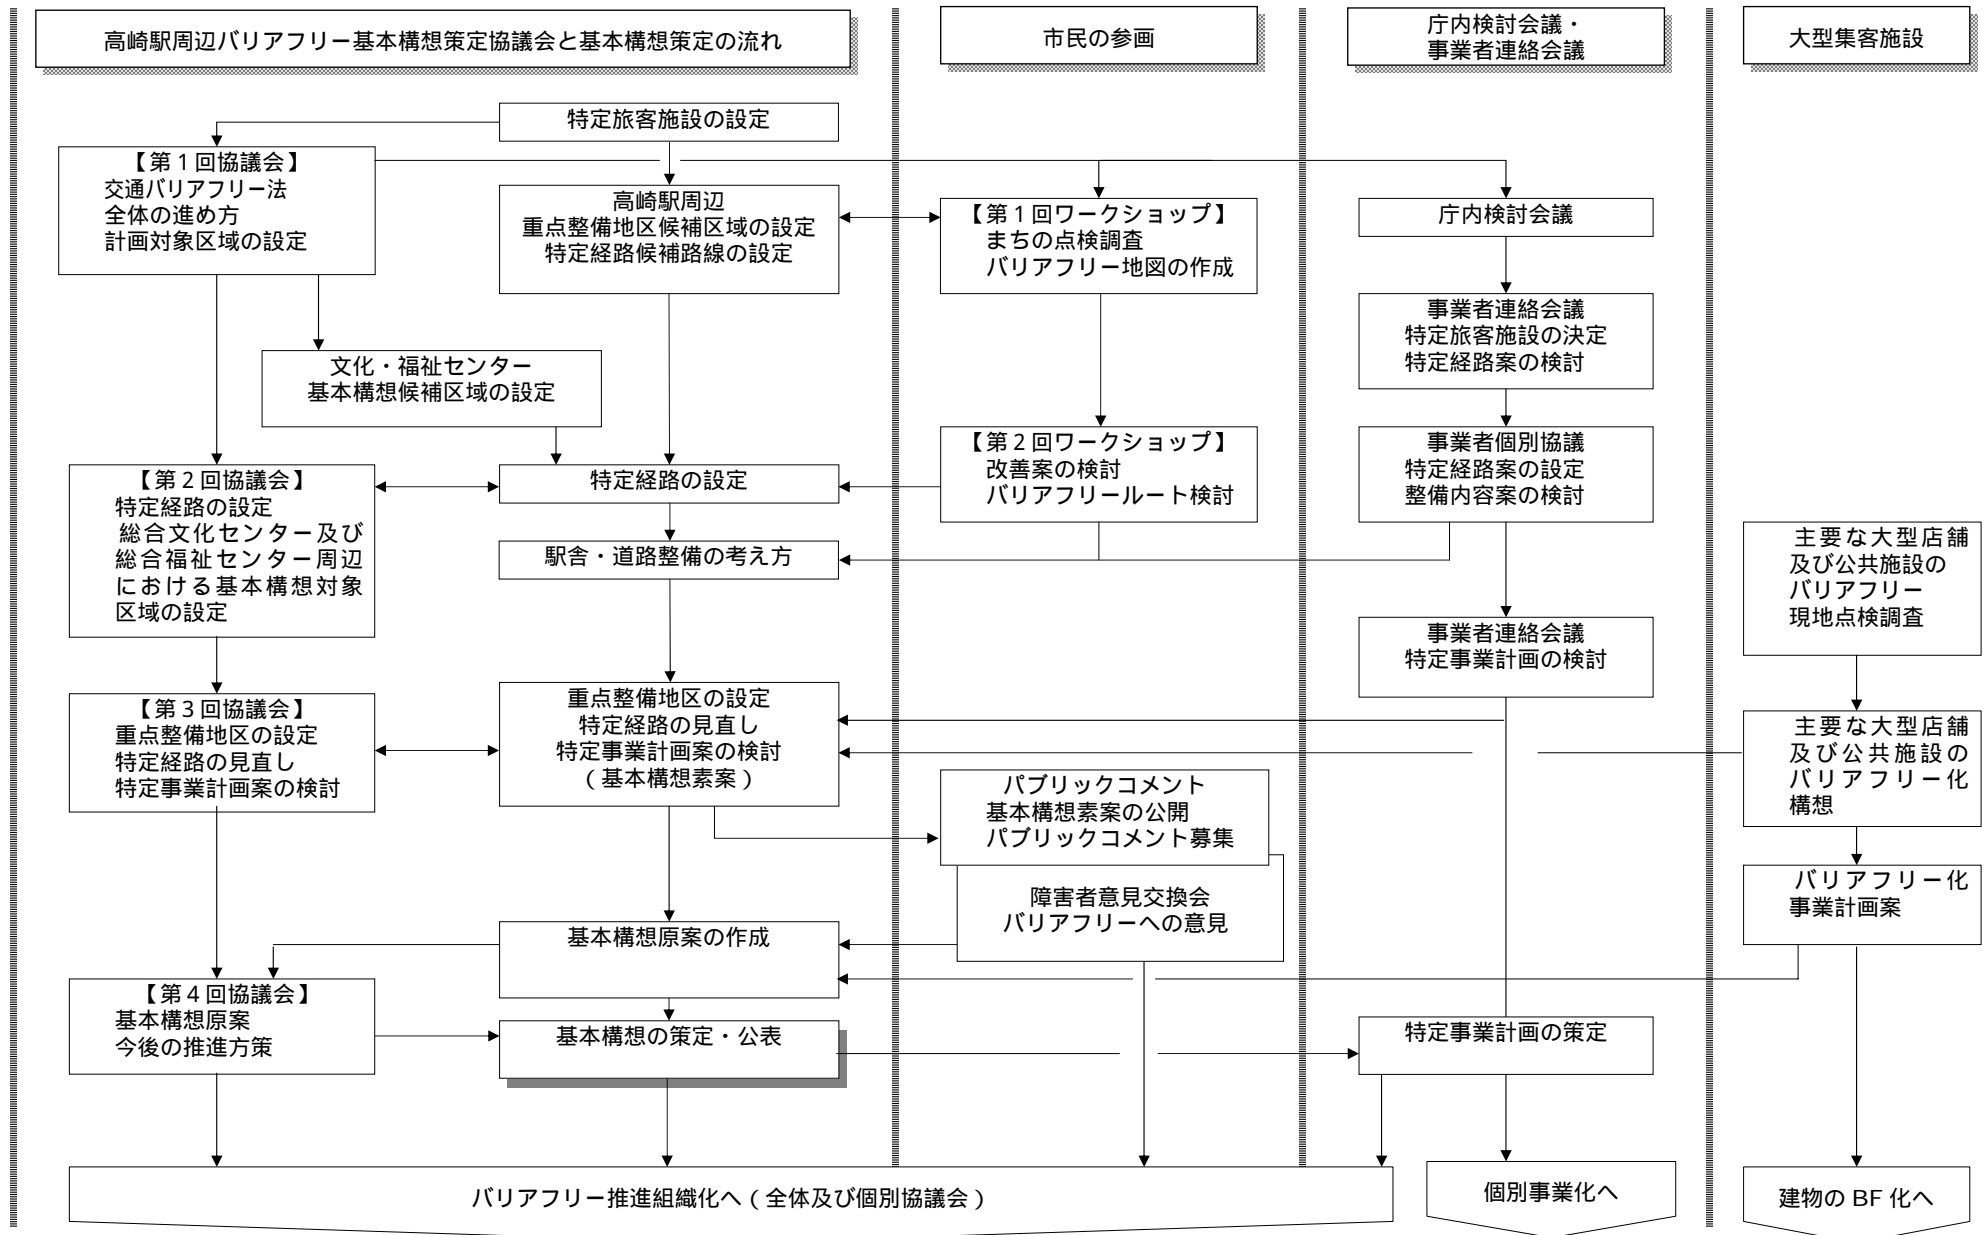 高崎駅周辺バリアフリー基本構想策定協議会と基本構想策定の流れ
市民の参画
庁内検討会議・
事業者連絡会議
大型集客施設
特定旅客施設の設定
【第1回協議会】
交通バリアフリー法
全体の進め方
計画対象区域の設定
高崎駅周辺
重点整備地区候補区域の設定
特定経路候補路線の設定
【第1回ワークショップ】
まちの点検調査
バリアフリー地図の作成
庁内検討会議
事業者連絡会議
特定旅客施設の決定
特定経路案の検討
文化・福祉センター
基本構想候補区域の設定
【第2回協議会】
特定経路の設定
総合文化センター及び
総合福祉センター周辺
における基本構想対象
区域の設定
特定経路の設定
【第2回ワークショップ】
改善案の検討
バリアフリールート検討
事業者個別協議
特定経路案の設定
整備内容案の検討
駅舎・道路整備の考え方
主要な大型店舗
及び公共施設の
バリアフリー
現地点検調査
事業者連絡会議
特定事業計画の検討
【第3回協議会】
重点整備地区の設定
特定経路の見直し
特定事業計画案の検討
重点整備地区の設定
特定経路の見直し
特定事業計画案の検討
(基本構想素案)
主要な大型店舗
及び公共施設の
バリアフリー化
構想
パブリックコメント
基本構想素案の公開
パブリックコメント募集
障害者意見交換会
バリアフリーへの意見
バリアフリー化
事業計画案
基本構想原案の作成
【第4回協議会】
基本構想原案
今後の推進方策
基本構想の策定・公表
特定事業計画の策定
バリアフリー推進組織化へ(全体及び個別協議会)
個別事業化へ
建物のBF化へ